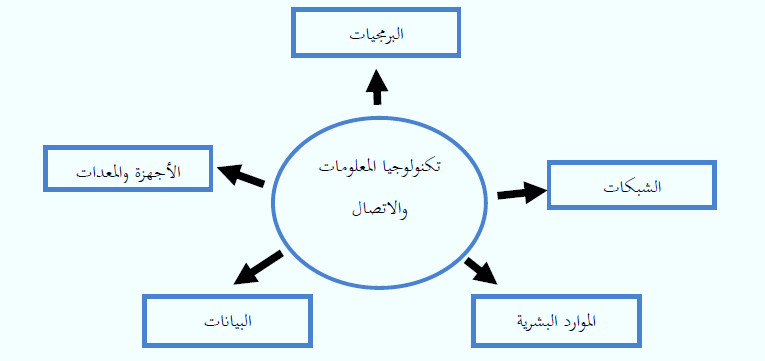 البرمجيات
تكنولوجيا المعلومات
والاتصال
الأجهزة والمعدات
الشبكات
البيانات
الموارد البشرية